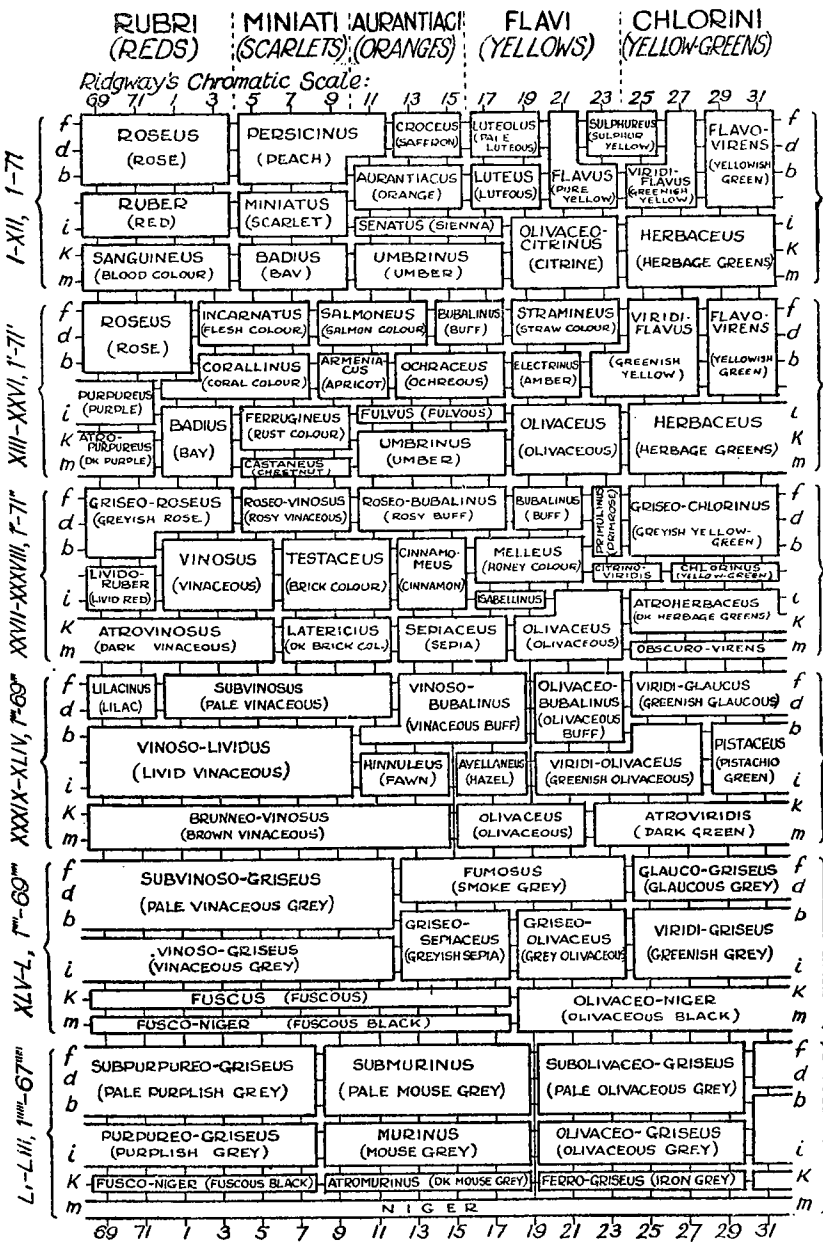 RUBRI MINIATI AURANTIACI FLAVI CHLORINI
(REDS) (SCARLETS) (ORANGES) (YELLOWS) (YELLOW-GREENS)
Ridgway's Chromatic Scale:
69 71 1 3 5 7 9 11 13 15 17 19 21 23 25 27 29 31
I-XII, 1-71
f d b i K m
ROSEUS
(ROSE)
PERSICINUS
(PEACH)
CROCEUS
(SAFFRON)
LUTEOLUS
(PALE
LUTEOUS)
FLAVUS
(PURE
YELLOW)
SULPHUREUS
(SULPHUR
YELLOW)
FLAVO-
VIRENS
(YELLOWISH
GREEN)
AURANTIACUS
(ORANGE)
LUTEUS
(LUTEOUS)
VIRIDI-
FLAVUS
(GREENISH
YELLOW)
RUBER
(RED)
MINIATUS
(SCARLET)
SENATUS (SIENNA)
OLIVACEO-
CITRINUS
(CITRINE)
HERBACEUS
(HERBAGE GREENS)
SANGUINEUS
(BLOOD COLOUR)
BADIUS
(BAY)
UMBRINUS
(UMBER)
f d b i K m
XIII-XXVI, 1'-71'
f d b i K m
ROSEUS
(ROSE)
INCARNATUS
(FLESH COLOUR)
SALMONEUS
(SALMON COLOUR)
BUBALINUS
(BUFF)
STRAMINEUS
(STRAW COLOUR)
VIRIDI-
FLAVUS
(GREENISH
YELLOW)
FLAVO-
VIRENS
(YELLOWISH
GREEN)
CORALLINUS
(CORAL COLOUR)
ARMENIA-
CUS
(APRICOT)
OCHRACEUS
(OCHREOUS)
ELECTRINUS
(AMBER)
PURPUREUS
(PURPLE)
BADIUS
(BAY)
FERRUGINEUS
(RUST COLOUR)
FULVUS (FULVOUS)
OLIVACEUS
(OLIVACEOUS)
HERBACEUS
(HERBAGE GREENS)
ATRO-
PURPUREUS
(DK PURPLE)
CASTANEUS
(CHESTNUT)
UMBRINUS
(UMBER)
f d b i K m
XXVII-XXXVIII, 1"-71"
f d b i K m
GRISEO-ROSEUS
(GREYISH ROSE)
ROSEO-VINOSUS
(ROSY VINACEOUS)
ROSEO-BUBALINUS
(ROSY BUFF)
BUBALINUS
(BUFF)
PRIMULINUS
(PRIMROSE)
GRISEO-CHLORINUS
(GREYISH YELLOW-
GREEN)
VINOSUS
(VINACEOUS)
TESTACEUS
(BRICK COLOUR)
CINNAMO-
MEUS
(CINNAMON)
MELLEUS
(HONEY COLOUR)
LIVIDO-
RUBER
(LIVID RED)
CITRINO-
VIRIDIS
CHLORINUS
(YELLOW-GREEN)
ISABELLINUS
ATROHERBACEUS
(DK HERBAGE GREENS)
ATROVINOSUS
(DARK VINACEOUS)
LATERICIUS
(DK BRICK COL.)
SEPIACEUS
(SEPIA)
OLIVACEUS
(OLIVACEOUS)
OBSCURO-VIRENS
f d b i K m
XXXIX-XLIV, 1'''-69'''
f d b i K m
LILACINUS
(LILAC)
SUBVINOSUS
(PALE VINACEOUS)
VINOSO-
BUBALINUS
(VINACEOUS BUFF)
OLIVACEO-
BUBALINUS
(OLIVACEOUS
BUFF)
VIRIDI-GLAUCUS
(GREENISH GLAUCOUS)
VINOSO-LIVIDUS
(LIVID VINACEOUS)
HINNULEUS
(FAWN)
AVELLANEUS
(HAZEL)
VIRIDI-OLIVACEUS
(GREENISH OLIVACEOUS)
PISTACEUS
(PISTACHIO
GREEN)
BRUNNEO-VINOSUS
(BROWN VINACEOUS)
OLIVACEUS
(OLIVACEOUS)
ATROVIRIDIS
(DARK GREEN)
f d b i K m
XLV-L, 1''''-69''''
f d b i K m
SUBVINOSO-GRISEUS
(PALE VINACEOUS GREY)
FUMOSUS
(SMOKE GREY)
GLAUCO-GRISEUS
(GLAUCOUS GREY)
GRISEO-
SEPIACEUS
(GREYISH SEPIA)
GRISEO-
OLIVACEUS
(GREY OLIVACEOUS)
VIRIDI-GRISEUS
(GREENISH GREY)
VINOSO-GRISEUS
(VINACEOUS GREY)
FUSCUS (FUSCOUS)
OLIVACEO-NIGER
(OLIVACEOUS BLACK)
FUSCO-NIGER (FUSCOUS BLACK)
f d b i K m
LI-LIII, 1'''''-67'''''
f d b i K m
SUBPURPUREO-GRISEUS
(PALE PURPLISH GREY)
SUBMURINUS
(PALE MOUSE GREY)
SUBOLIVACEO-GRISEUS
(PALE OLIVACEOUS GREY)
PURPUREO-GRISEUS
(PURPLISH GREY)
MURINUS
(MOUSE GREY)
OLIVACEO-GRISEUS
(OLIVACEOUS GREY)
FUSCO-NIGER (FUSCOUS BLACK)
ATROMURINUS (DK MOUSE GREY)
FERRO-GRISEUS (IRON GREY)
NIGER
f d b i K m
69 71 1 3 5 7 9 11 13 15 17 19 21 23 25 27 29 31